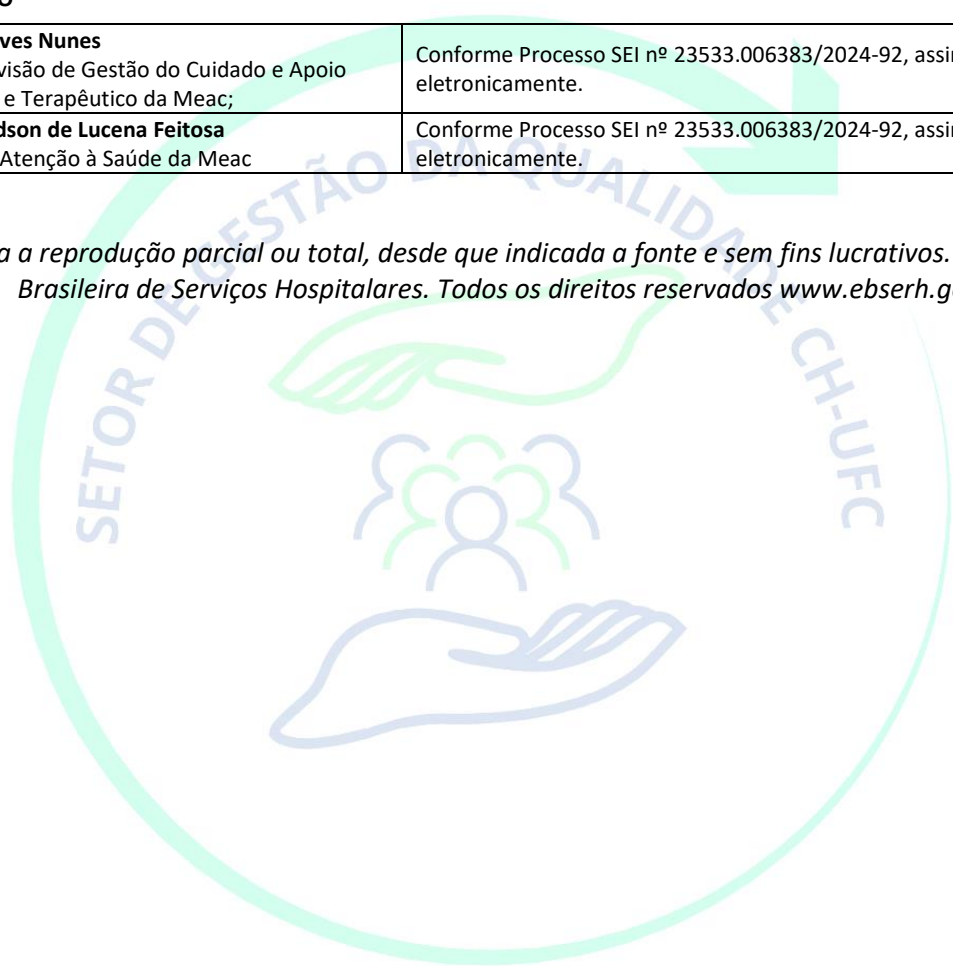 ves Nunes
visão de Gestão do Cuidado e Apoio
e Terapêutico da Meac;
Conforme Processo SEI nº 23533.006383/2024-92, assi
eletronicamente.
dson de Lucena Feitosa
Atenção à Saúde da Meac
Conforme Processo SEI nº 23533.006383/2024-92, assi
eletronicamente.
a a reprodução parcial ou total, desde que indicada a fonte e sem fins lucrativos.
Brasileira de Serviços Hospitalares. Todos os direitos reservados www.ebserh.g
SETOR DE GESTÃO DA QUALIDADE CH-UFC